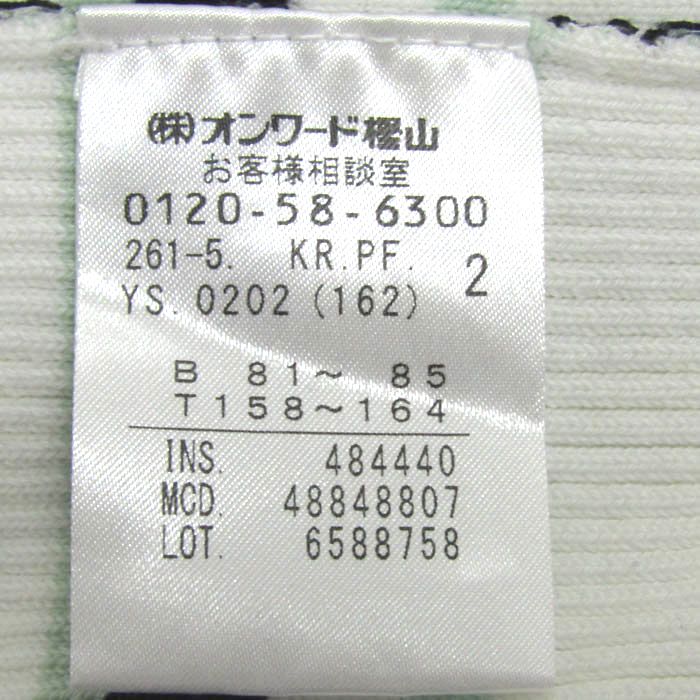 (株)オンワード樫山
お客様相談室
0120-58-6300
261-5. KR.PF. 2
YS.0202(162)
B 81～ 85
T158～164
INS. 484440
MCD. 48848807
LOT. 6588758